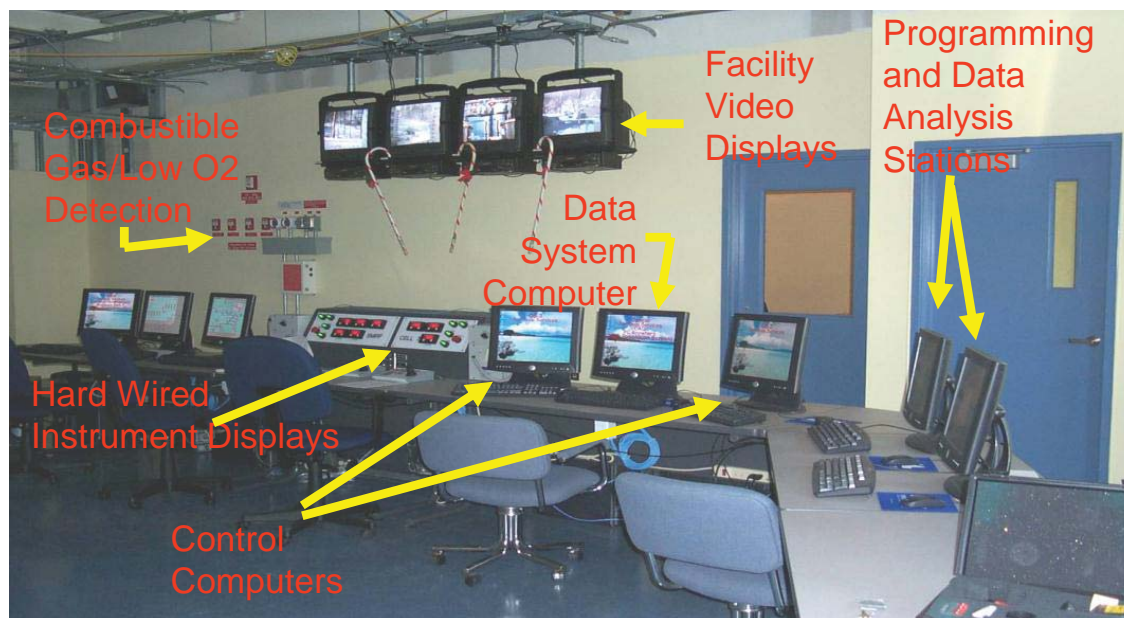 Programming
and Data
Analysis
Stations
Facility
Video
Displays
Combustible
Gas/Low O2
Detection
Data
System
Computer
Hard Wired
Instrument Displays
Control
Computers
CELL